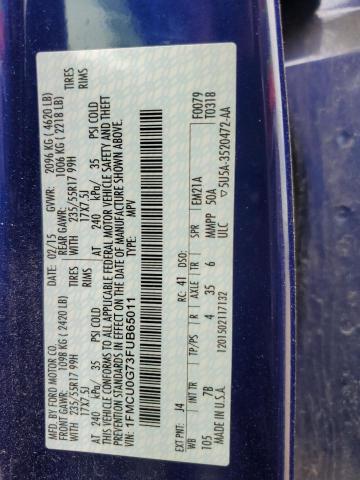 MFD. BY FORD MOTOR CO.
DATE: 02/15 GVWR: 2096 KG ( 4620 LB)
FRONT GAWR: 1098 KG ( 2420 LB) REAR GAWR: 1006 KG ( 2218 LB)
235/55R17 99H TIRES WITH 235/55R17 99H TIRES
17X7.5J RIMS 17X7.5J RIMS
AT 240 kPa/ 35 PSI COLD AT 240 kPa/ 35 PSI COLD
THIS VEHICLE CONFORMS TO ALL APPLICABLE FEDERAL MOTOR VEHICLE SAFETY AND THEFT
PREVENTION STANDARDS IN EFFECT ON THE DATE OF MANUFACTURE SHOWN ABOVE.
VIN: 1FMCU0G73FUB65011 TYPE: MPV
F0079
T0318
EXT PNT: J4 RC: 41 DSO:
WB INT TR TP/PS R AXLE TR SPR EM21A
105 7B 4 35 6 MMPP 50A
MADE IN U.S.A. 1201502117132 ULC ▽5U5A-3520472-AA